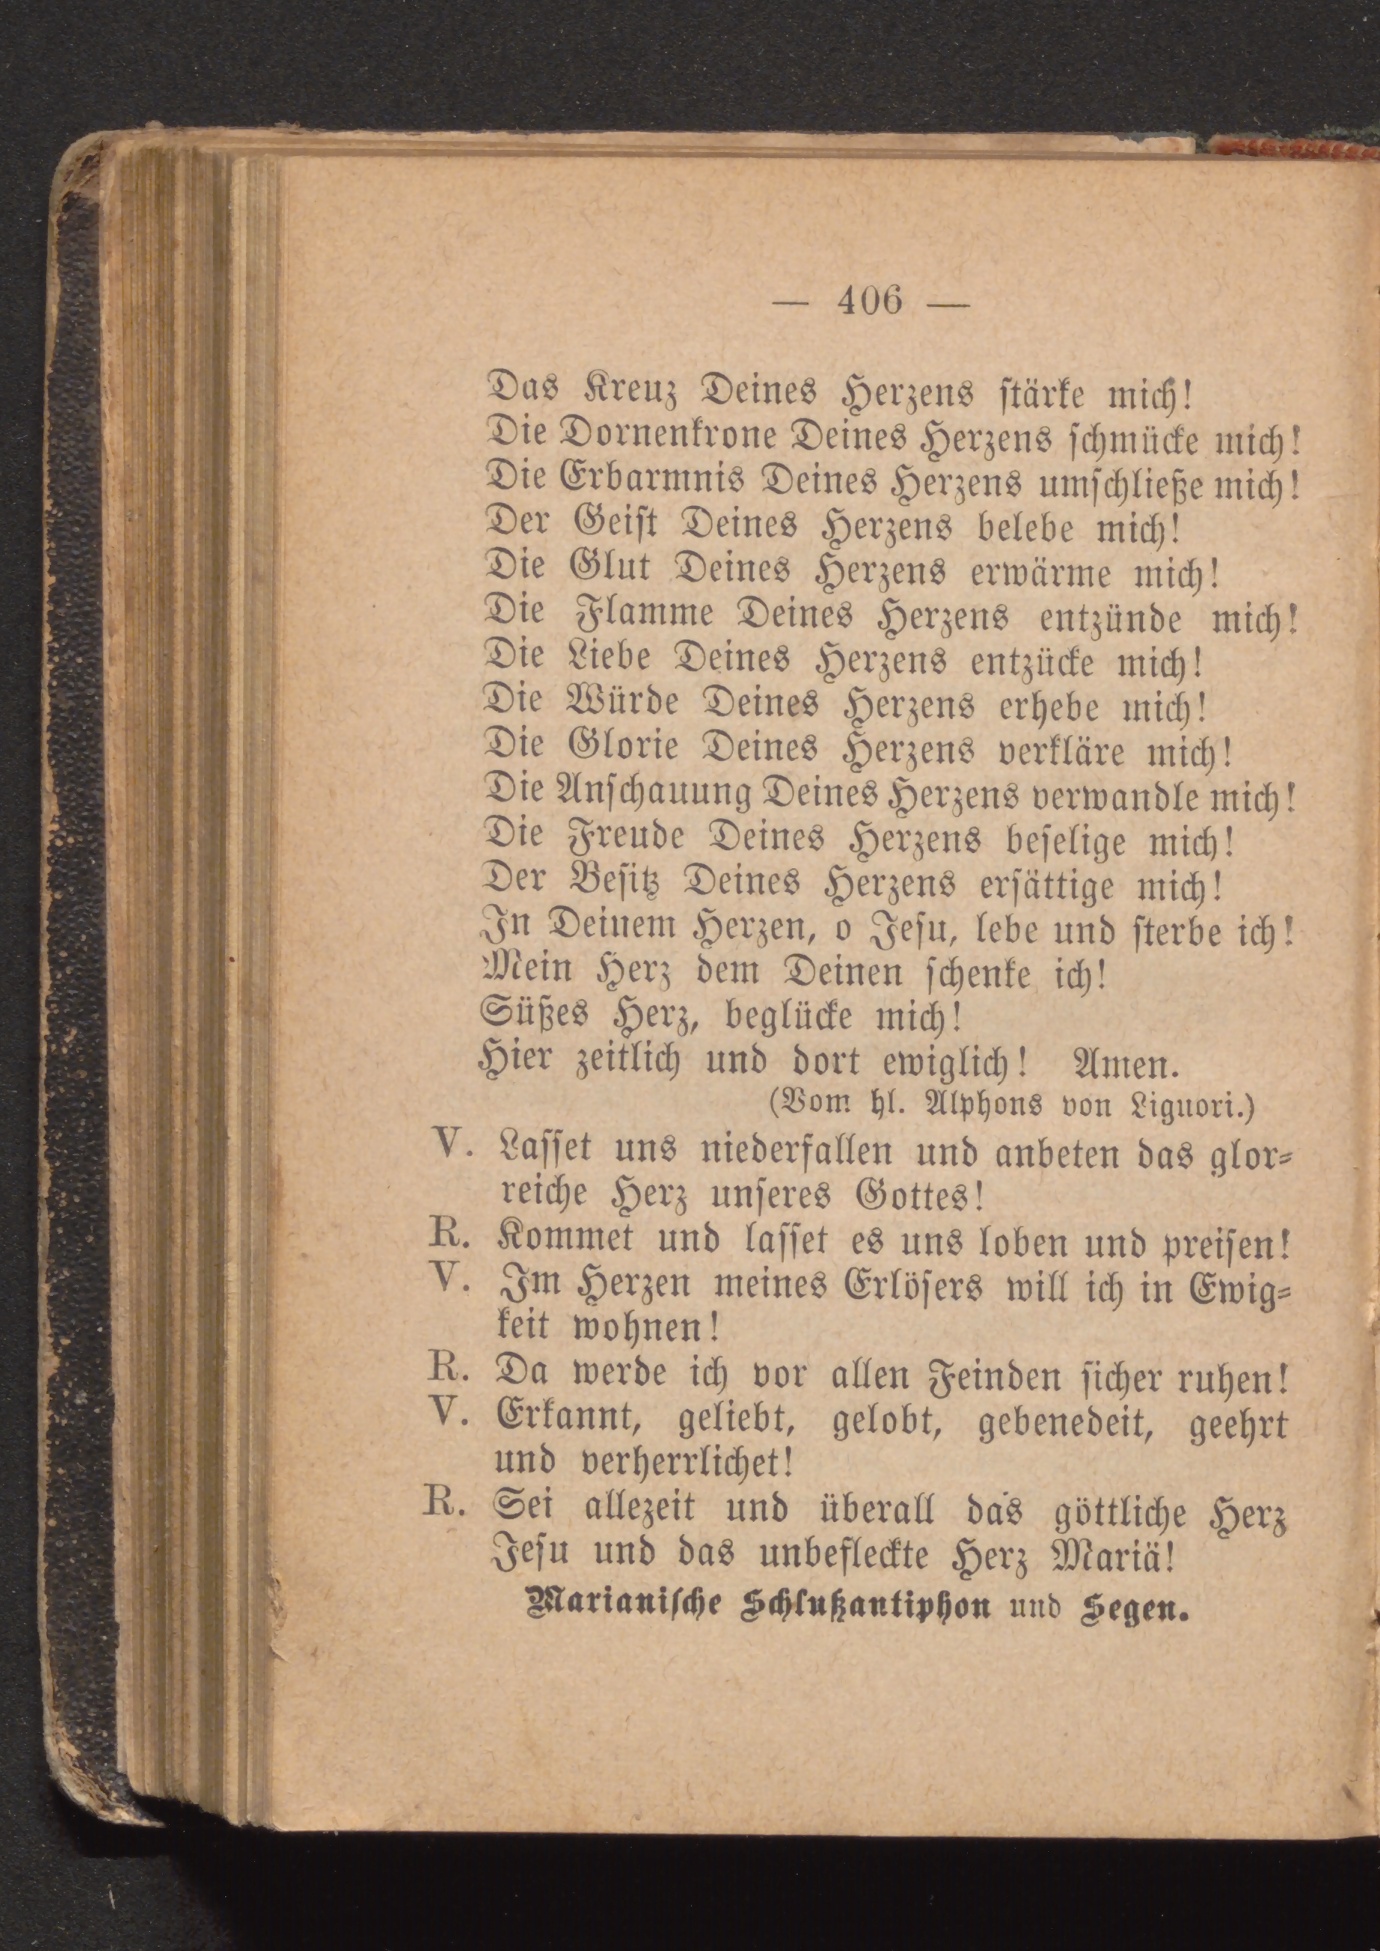 — 406 —
Das Kreuz Deines Herzens stärke mich!
Die Dornenkrone Deines Herzens schmücke mich!
Die Erbarmnis Deines Herzens umschließe mich!
Der Geist Deines Herzens belebe mich!
Die Glut Deines Herzens erwärme mich!
Die Flamme Deines Herzens entzünde mich!
Die Liebe Deines Herzens entzücke mich!
Die Würde Deines Herzens erhebe mich!
Die Glorie Deines Herzens verkläre mich!
Die Anschauung Deines Herzens verwandle mich!
Die Freude Deines Herzens beselige mich!
Der Besitz Deines Herzens ersättige mich!
In Deinem Herzen, o Jesu, lebe und sterbe ich!
Mein Herz dem Deinen schenke ich!
Süßes Herz, beglücke mich!
Hier zeitlich und dort ewiglich! Amen.
(Vom hl. Alphons von Liguori.)
V. Lasset uns niederfallen und anbeten das glor-
reiche Herz unseres Gottes!
R. Kommet und lasset es uns loben und preisen!
V. Im Herzen meines Erlösers will ich in Ewig-
keit wohnen!
R. Da werde ich vor allen Feinden sicher ruhen!
V. Erkannt, geliebt, gelobt, gebenedeit, geehrt
und verherrlichet!
R. Sei allezeit und überall das göttliche Herz
Jesu und das unbefleckte Herz Mariä!
Marianische Schlußantiphon und Segen.